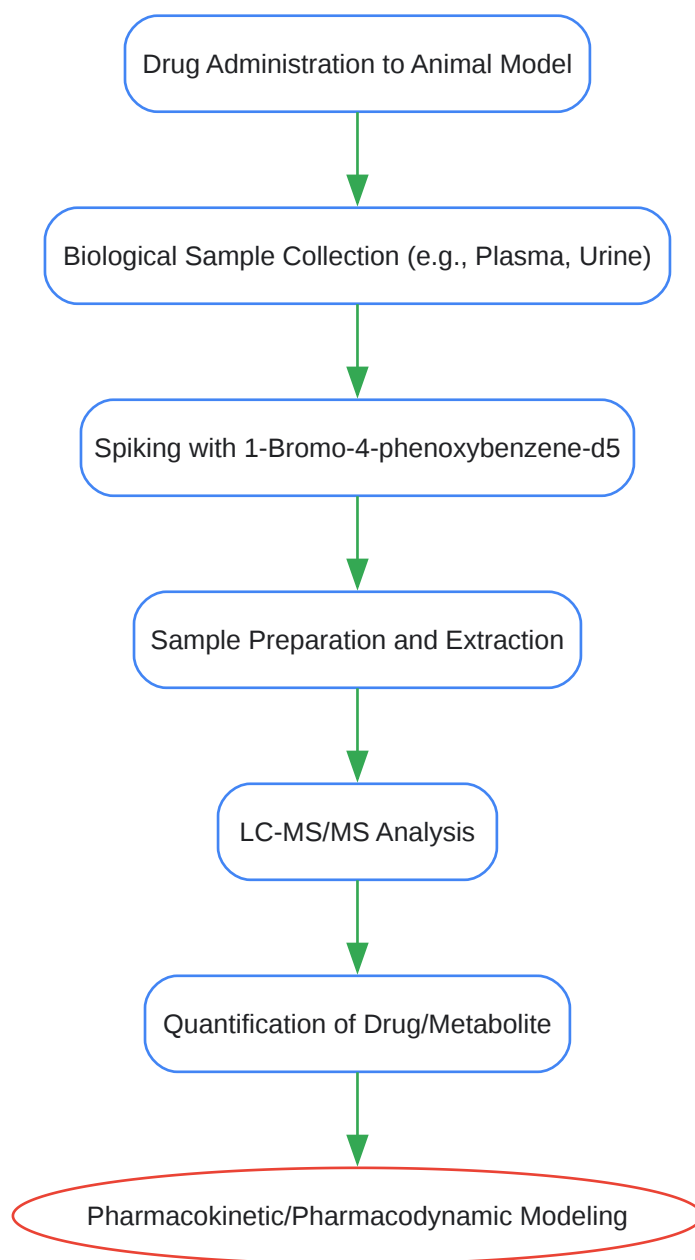 Drug Administration to Animal Model
Biological Sample Collection (e.g., Plasma, Urine)
Spiking with 1-Bromo-4-phenoxybenzene-d5
Sample Preparation and Extraction
LC-MS/MS Analysis
Quantification of Drug/Metabolite
Pharmacokinetic/Pharmacodynamic Modeling